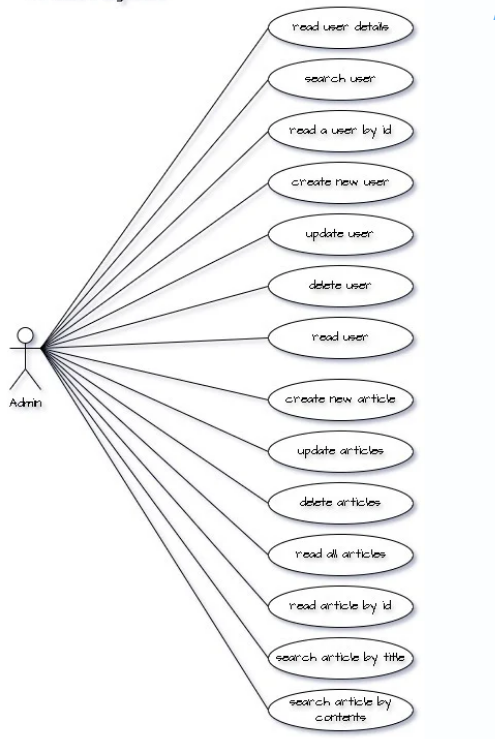 read user details
search user
read a user by id
create new user
update user
delete user
read user
Admin
create new article
update articles
delete articles
read all articles
read article by id
search article by title
search article by
contents